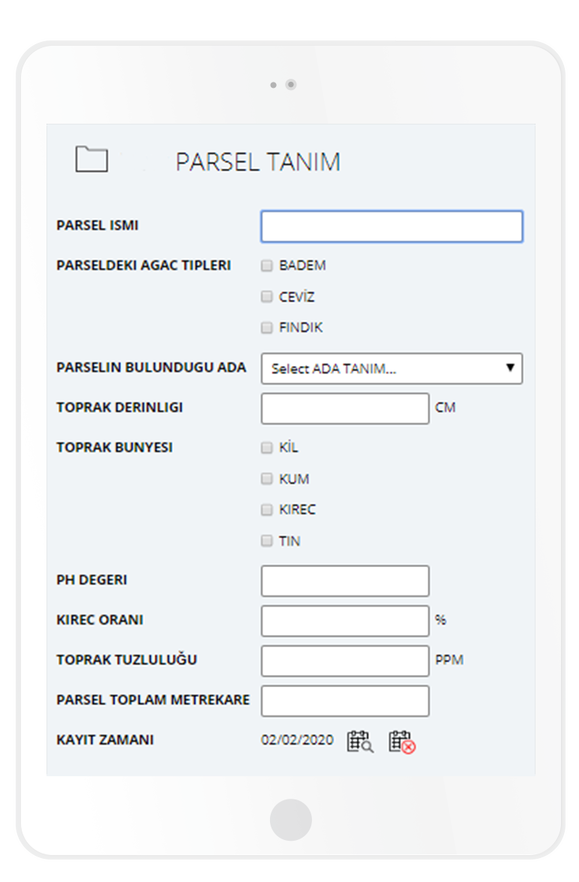 PARSEL TANIM
PARSEL ISMI
PARSELDEKI AGAC TIPLERI BADEM
CEVİZ
FINDIK
PARSELIN BULUNDUGU ADA Select ADA TANIM...
TOPRAK DERINLIGI CM
TOPRAK BUNYESI KİL
KUM
KIREC
TIN
PH DEGERI
KIREC ORANI %
TOPRAK TUZLULUĞU PPM
PARSEL TOPLAM METREKARE
KAYIT ZAMANI 02/02/2020